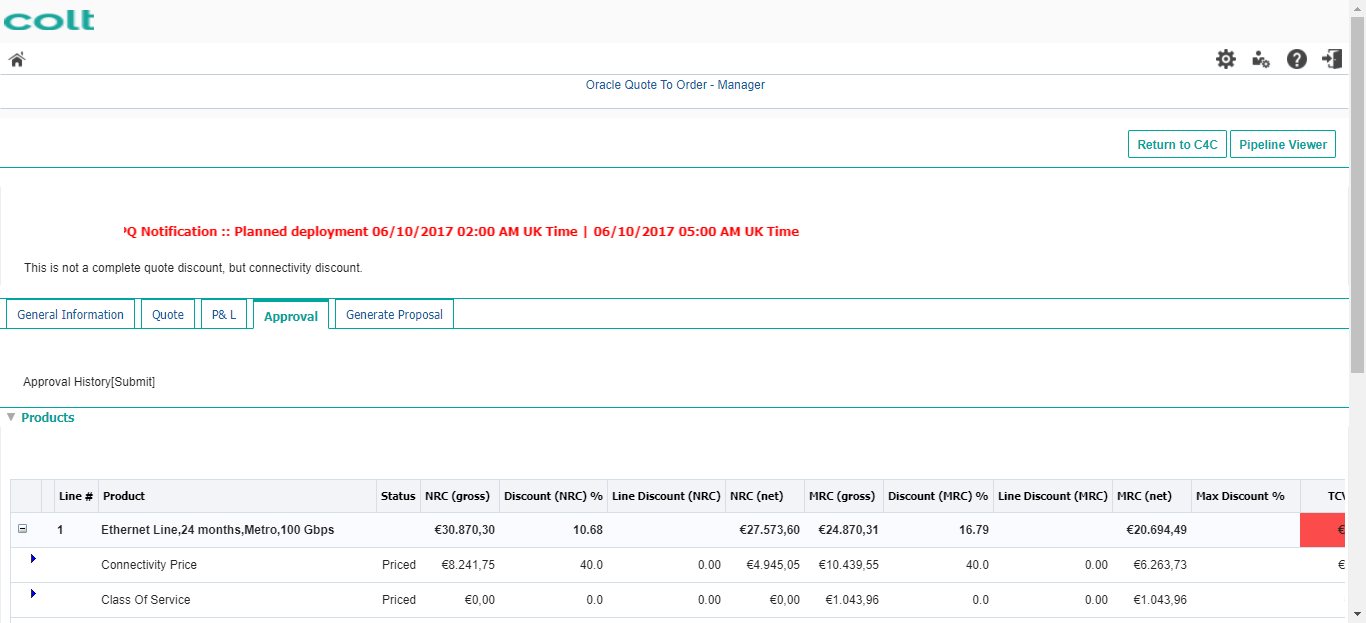 colt
Oracle Quote To Order - Manager
Return to C4C Pipeline Viewer
Notification :: Planned deployment 06/10/2017 02:00 AM UK Time | 06/10/2017 05:00 AM UK Time
This is not a complete quote discount, but connectivity discount.
General Information Quote P& L Approval Generate Proposal
Approval History[Submit]
Products
Line # Product Status NRC (gross) Discount (NRC) % Line Discount (NRC) NRC (net) MRC (gross) Discount (MRC) % Line Discount (MRC) MRC (net) Max Discount %
1 Ethernet Line,24 months,Metro,100 Gbps €30.870,30 10.68 €27.573,60 €24.870,31 16.79 €20.694,49 €
Connectivity Price Priced €8.241,75 40.0 0.00 €4.945,05 €10.439,55 40.0 0.00 €6.263,73 €
Class Of Service Priced €0,00 0.0 0.00 €0,00 €1.043,96 0.0 0.00 €1.043,96